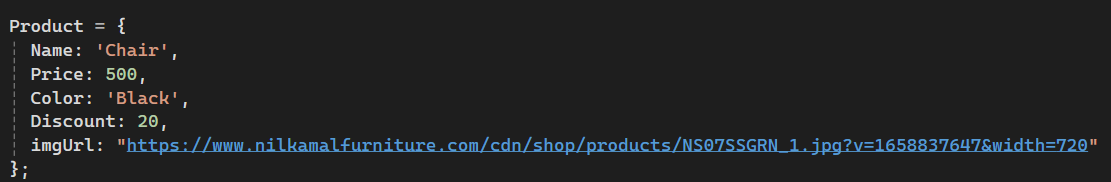 Product = {
Name: 'Chair',
Price: 500,
Color: 'Black',
Discount: 20,
imgUrl: "https://www.nilkamalfurniture.com/cdn/shop/products/NS07SSGRN_1.jpg?v=1658837647&width=720"
};